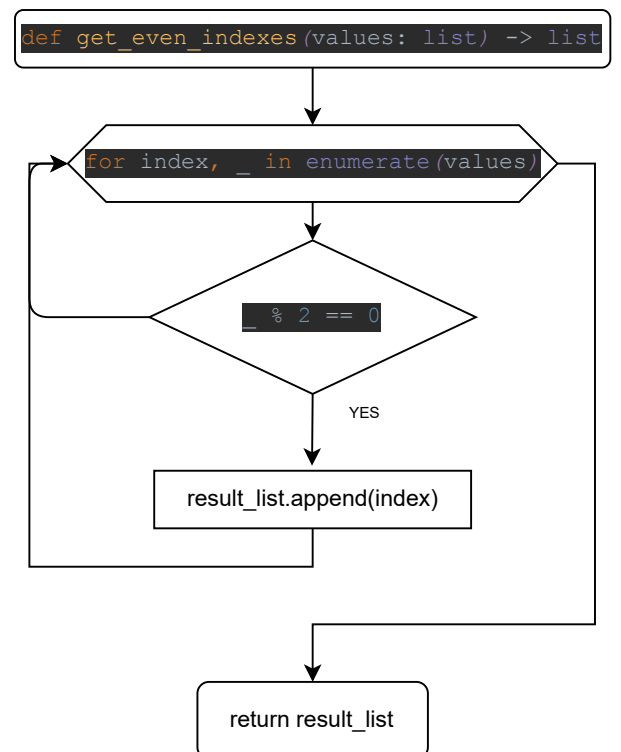 def get_even_indexes(values: list) -> list
for index, _ in enumerate(values)
_ % 2 == 0
YES
result_list.append(index)
return result_list